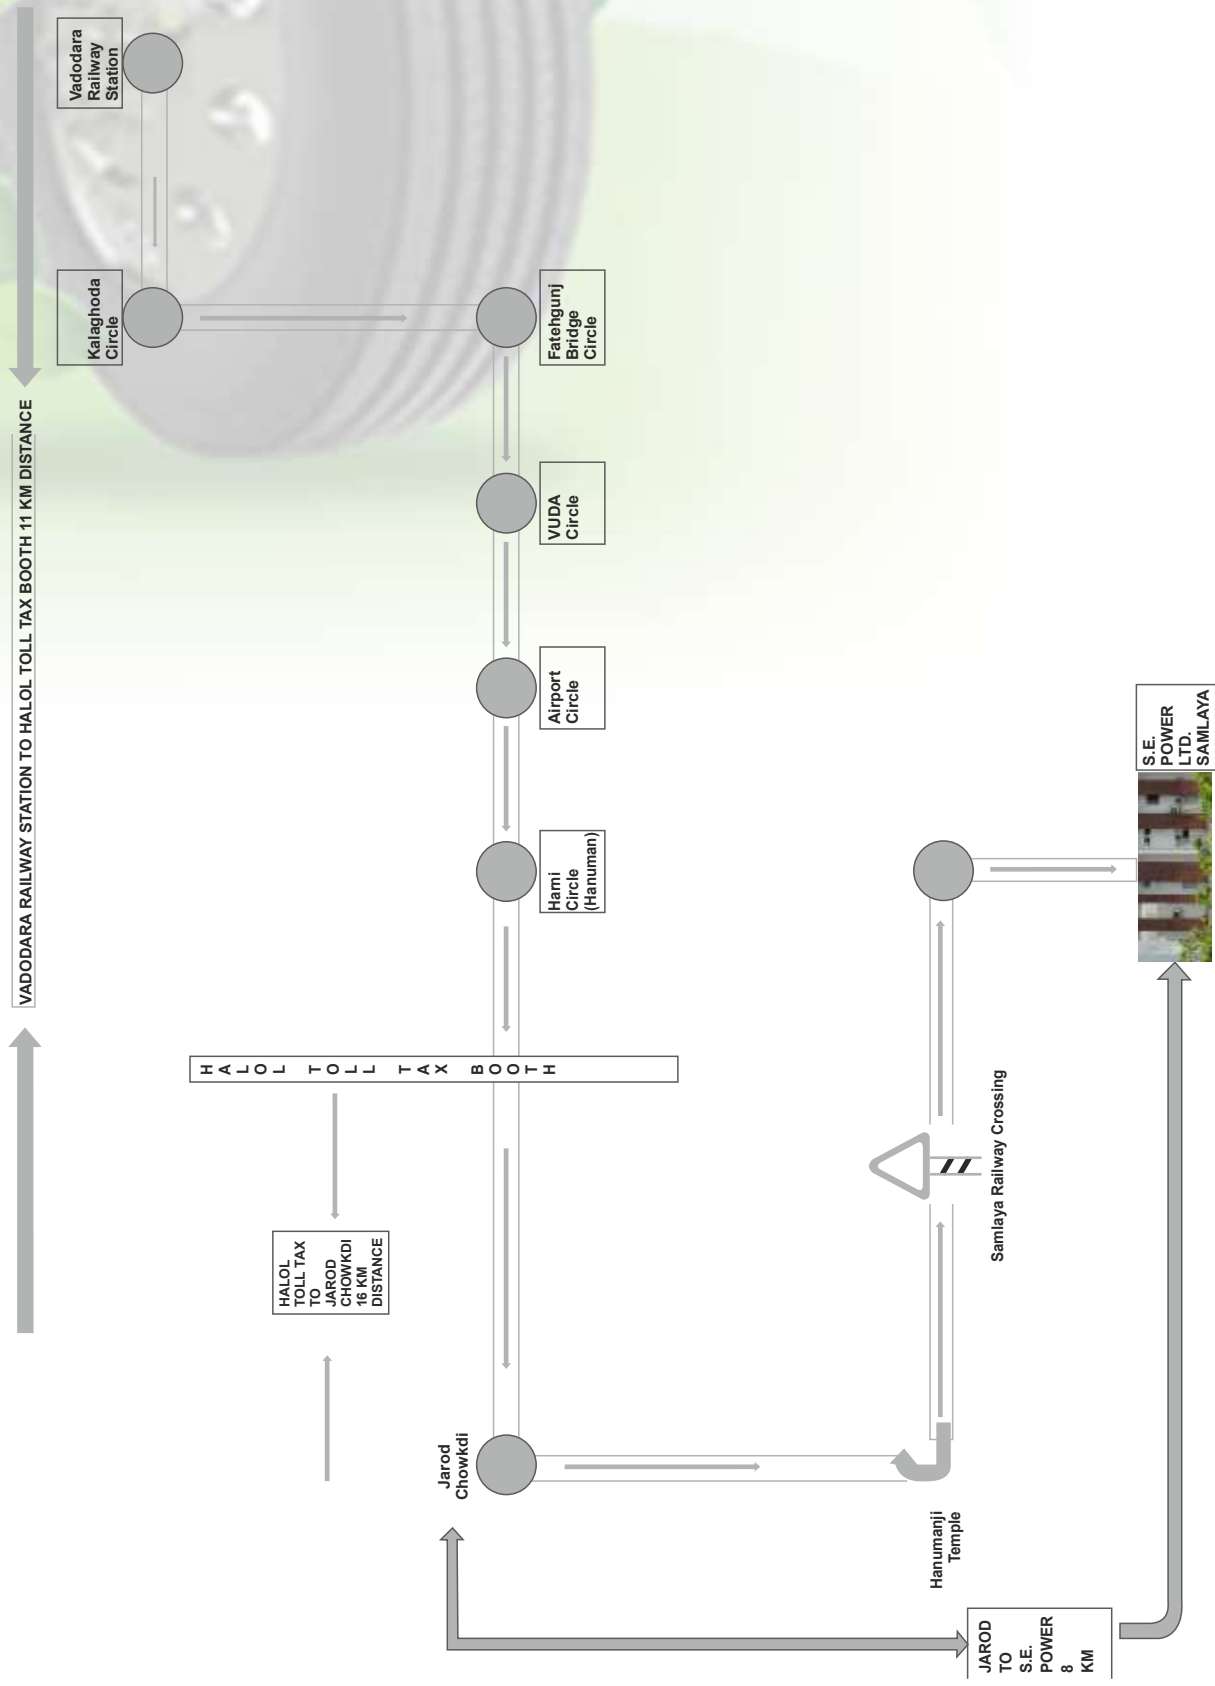 VADODARA RAILWAY STATION TO HALOL TOLL TAX BOOTH 11 KM DISTANCE
Vadodara
Railway
Station
Kalaghoda
Circle
Fatehgunj
Bridge
Circle
VUDA
Circle
Airport
Circle
Harni
Circle
(Hanuman)
HALOL TOLL TAX BOOTH
HALOL
TOLL TAX
TO
JAROD
CHOWKDI
16 KM
DISTANCE
Jarod
Chowkdi
Hanumanji
Temple
Samlaya Railway Crossing
S.E.
POWER
LTD.
SAMLAYA
JAROD
TO
S.E.
POWER
8
KM